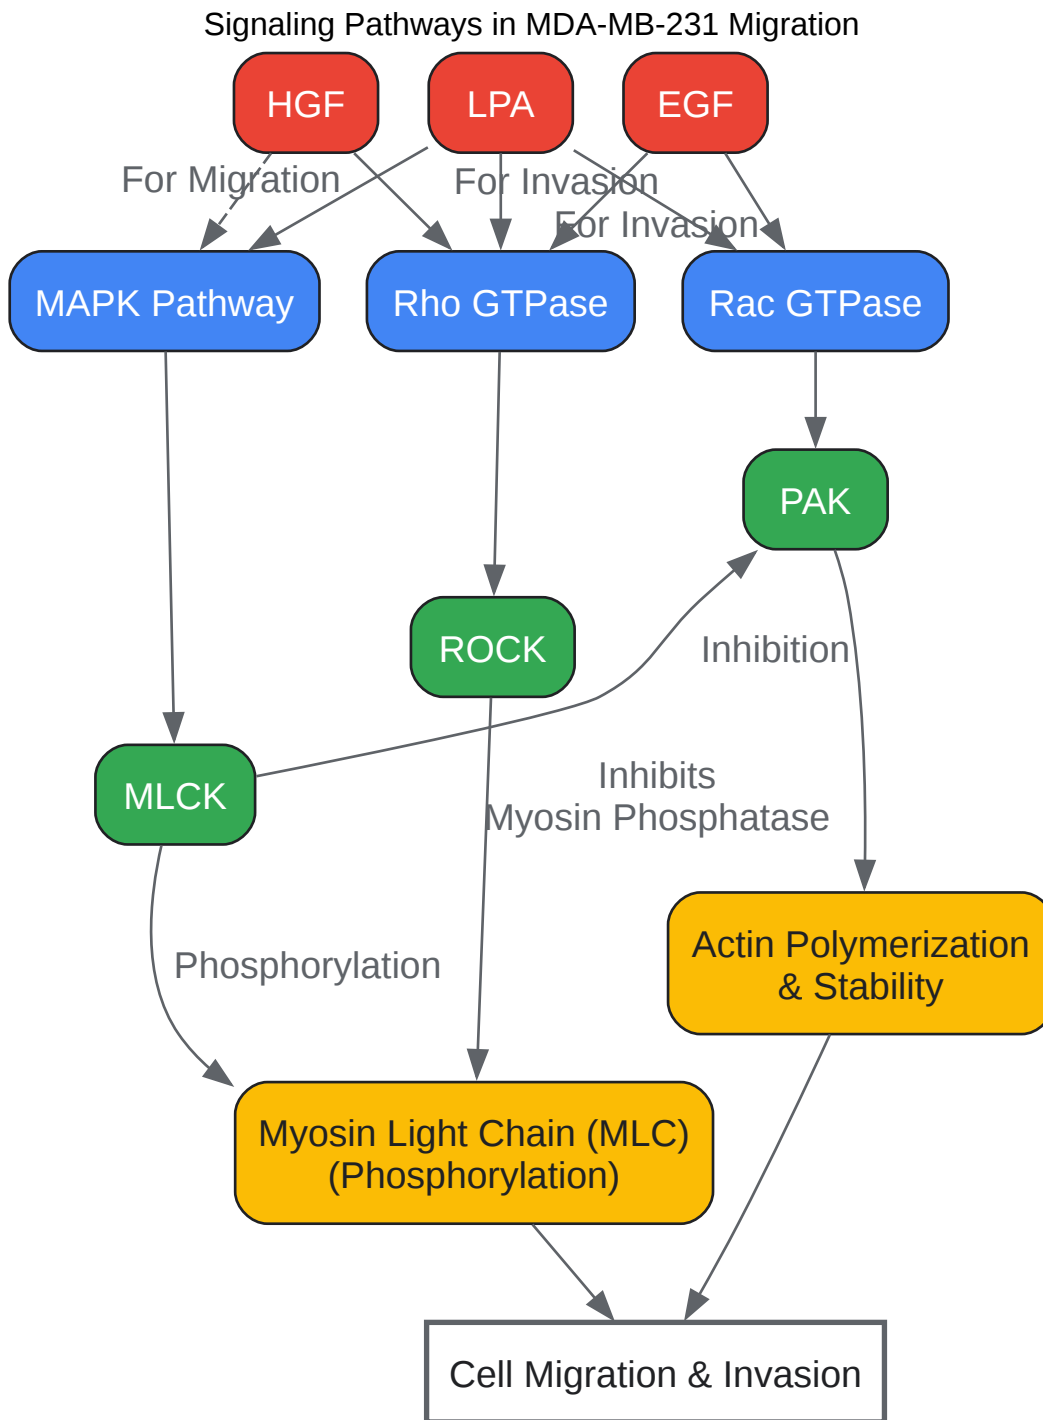 Signaling Pathways in MDA-MB-231 Migration
HGF
LPA
EGF
For Migration
For Invasion
For Invasion
MAPK Pathway
Rho GTPase
Rac GTPase
PAK
ROCK
Inhibition
MLCK
Inhibits
Myosin Phosphatase
Phosphorylation
Actin Polymerization
& Stability
Myosin Light Chain (MLC)
(Phosphorylation)
Cell Migration & Invasion